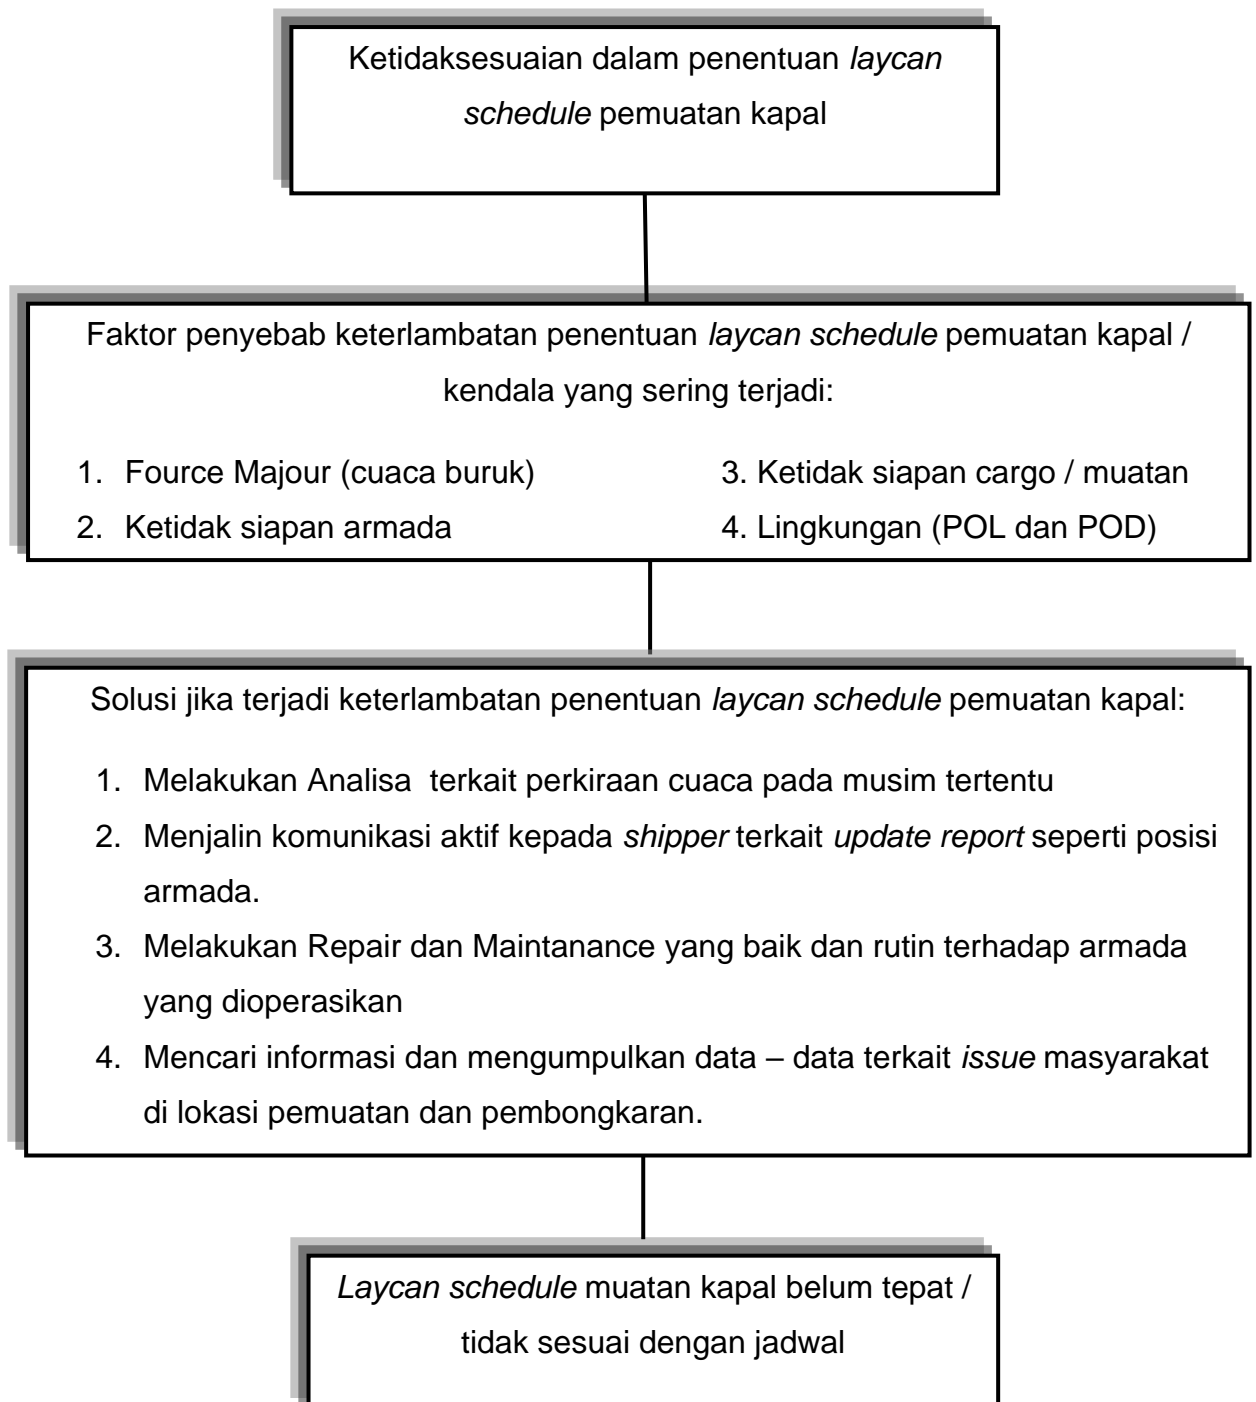 Ketidaksesuaian dalam penentuan laycan
schedule pemuatan kapal
Faktor penyebab keterlambatan penentuan laycan schedule pemuatan kapal /
kendala yang sering terjadi:
1. Fource Majour (cuaca buruk)
2. Ketidak siapan armada
3. Ketidak siapan cargo / muatan
4. Lingkungan (POL dan POD)
Solusi jika terjadi keterlambatan penentuan laycan schedule pemuatan kapal:
1. Melakukan Analisa terkait perkiraan cuaca pada musim tertentu
2. Menjalin komunikasi aktif kepada shipper terkait update report seperti posisi
armada.
3. Melakukan Repair dan Maintanance yang baik dan rutin terhadap armada
yang dioperasikan
4. Mencari informasi dan mengumpulkan data – data terkait issue masyarakat
di lokasi pemuatan dan pembongkaran.
Laycan schedule muatan kapal belum tepat /
tidak sesuai dengan jadwal